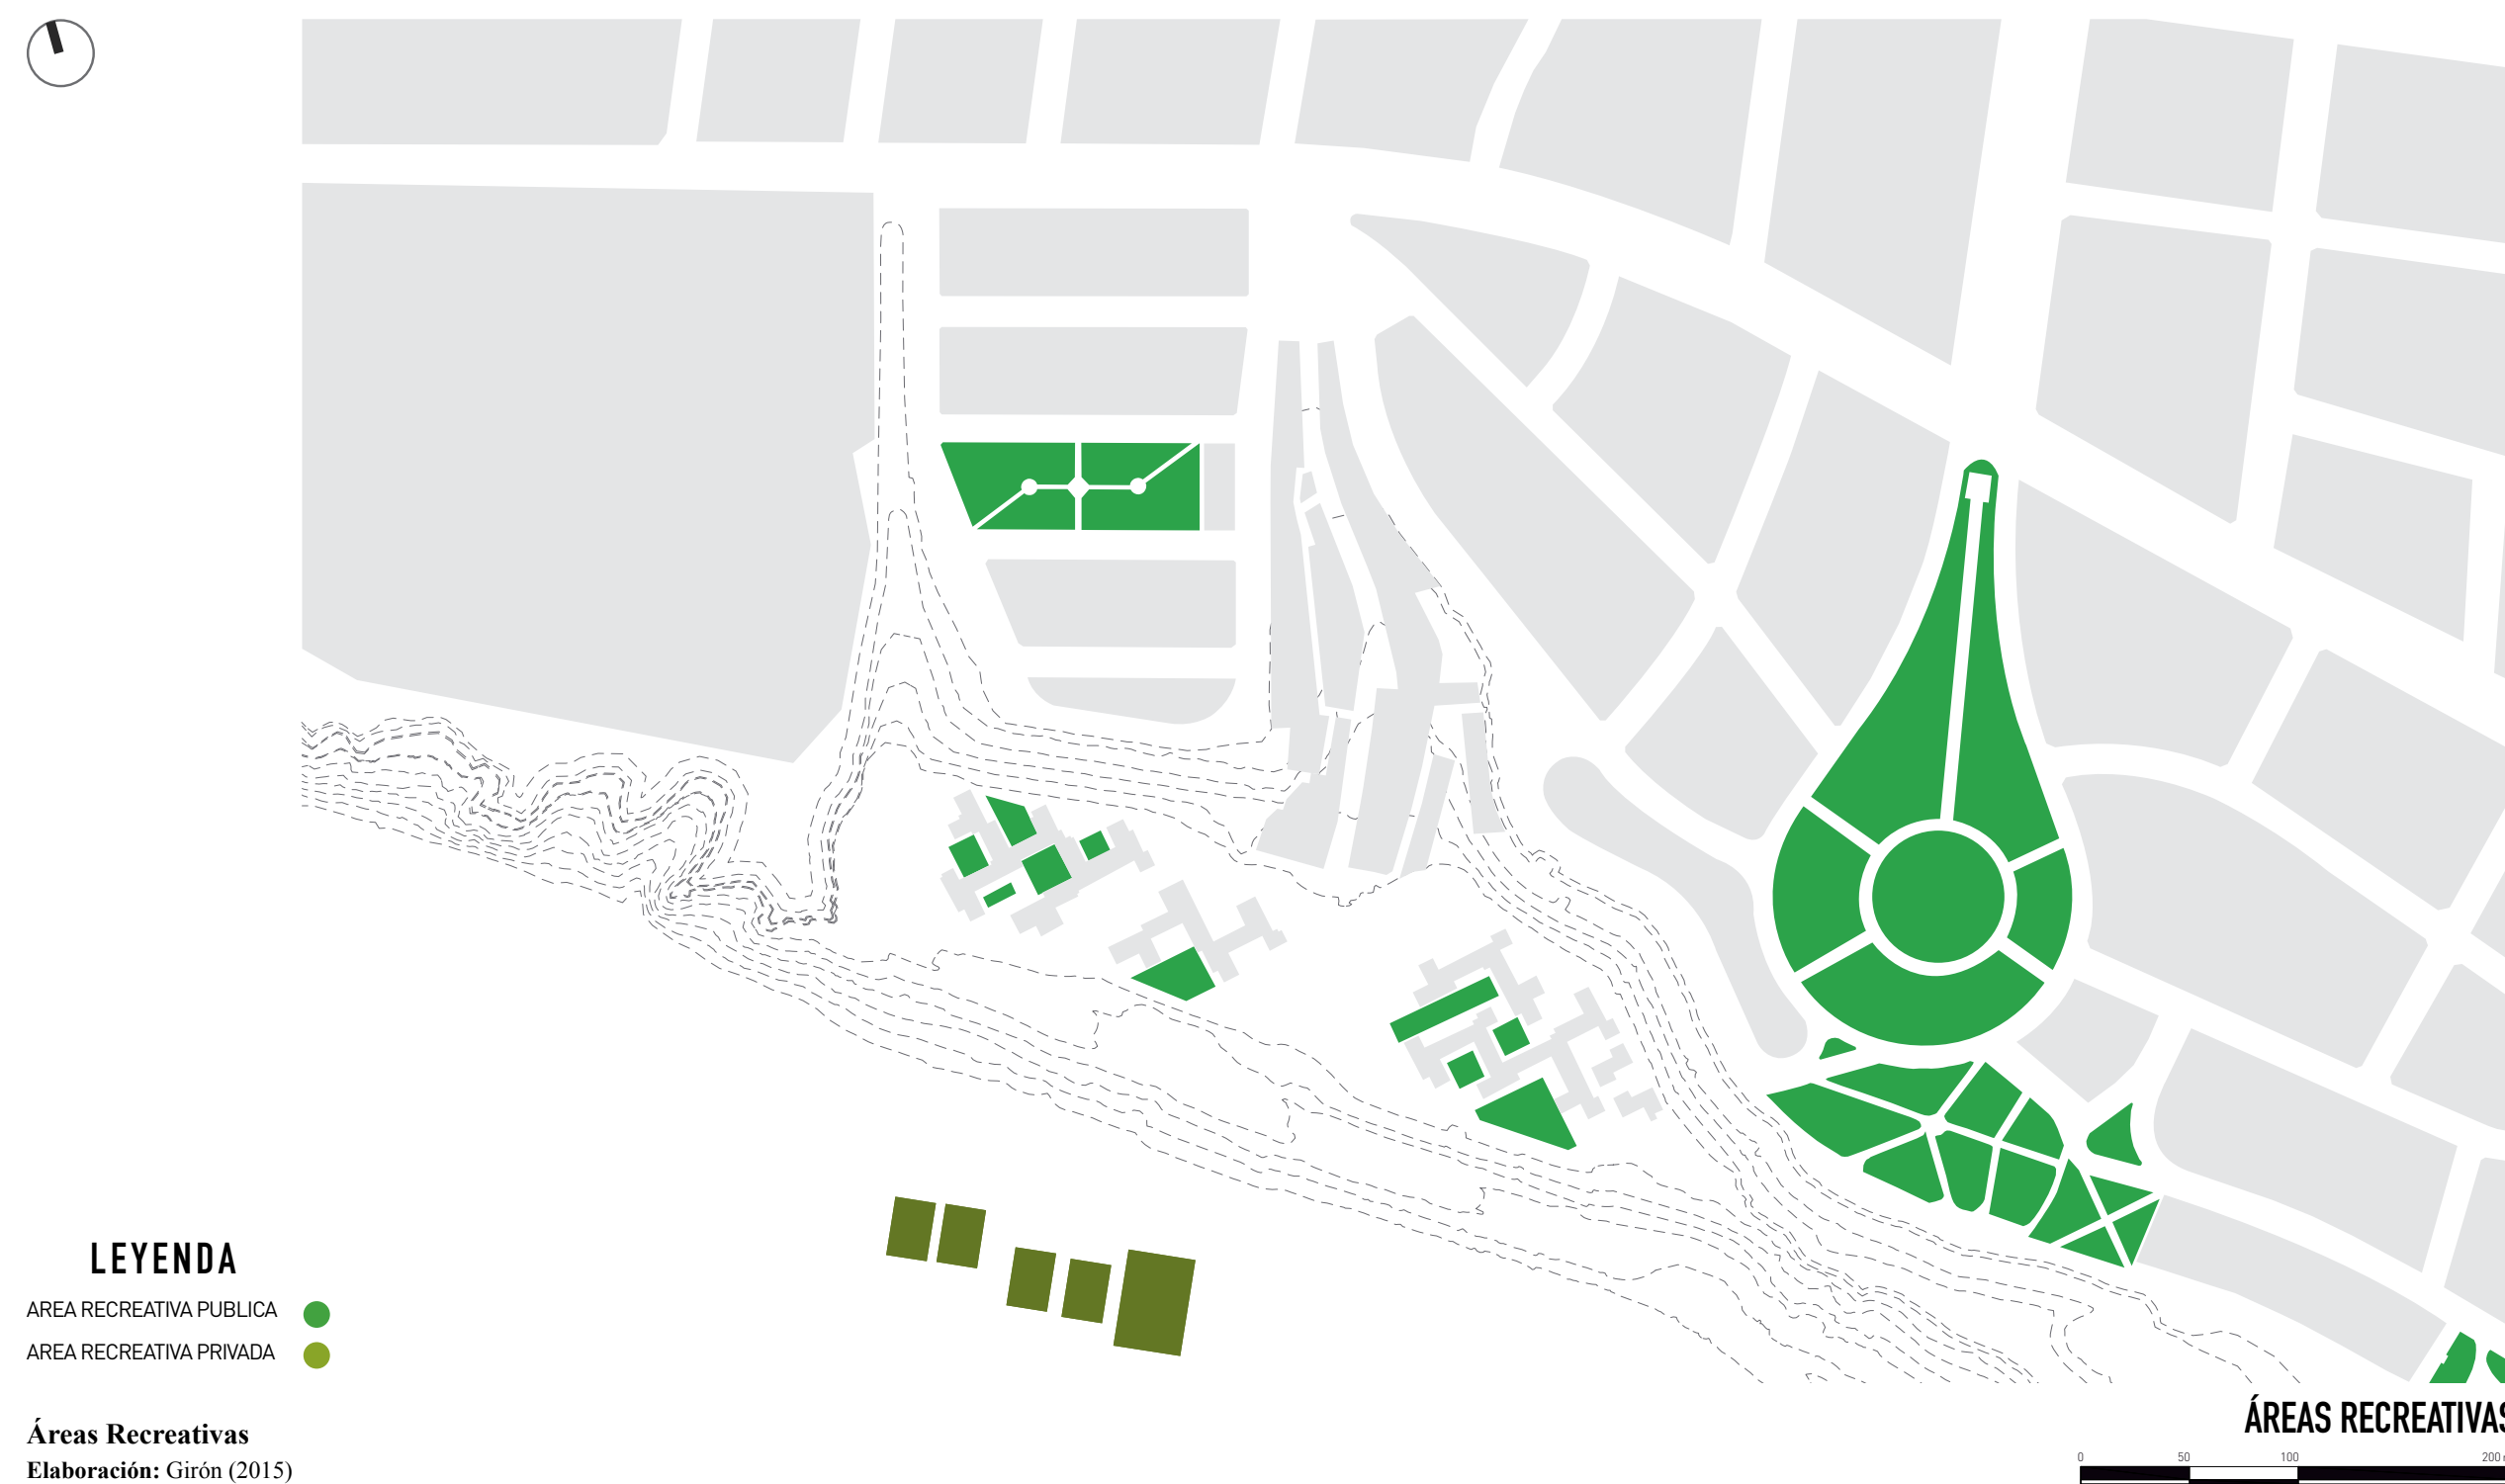 LEYENDA
AREA RECREATIVA PUBLICA
AREA RECREATIVA PRIVADA
Áreas Recreativas
Elaboración: Girón (2015)
ÁREAS RECREATIVAS
0 50 100 200